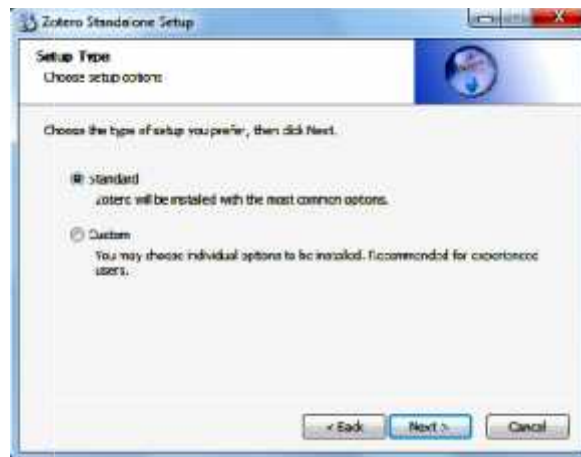 Zotero Standalone Setup
Setup Type
Choose setup options
Choose the type of setup you prefer, then click Next.
Standard
Zotero will be installed with the most common options.
Custom
You may choose individual options to be installed. Recommended for experienced
users.
< Back
Next >
Cancel